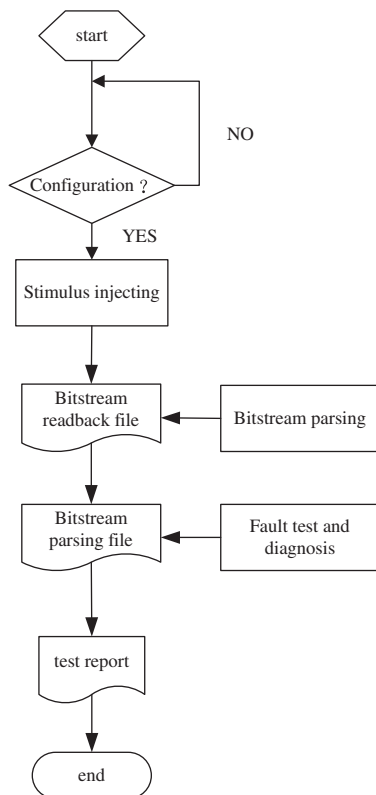 start
NO
Configuration ?
YES
Stimulus injecting
Bitstream
readback file
Bitstream parsing
Bitstream
parsing file
Fault test and
diagnosis
test report
end